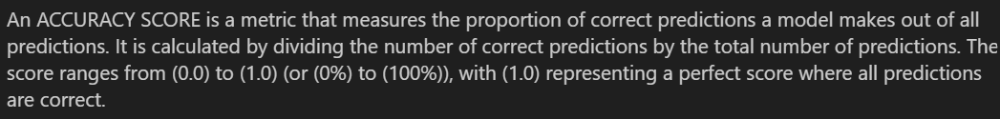 An ACCURACY SCORE is a metric that measures the proportion of correct predictions a model makes out of all
predictions. It is calculated by dividing the number of correct predictions by the total number of predictions. The
score ranges from (0.0) to (1.0) (or (0%) to (100%)), with (1.0) representing a perfect score where all predictions
are correct.